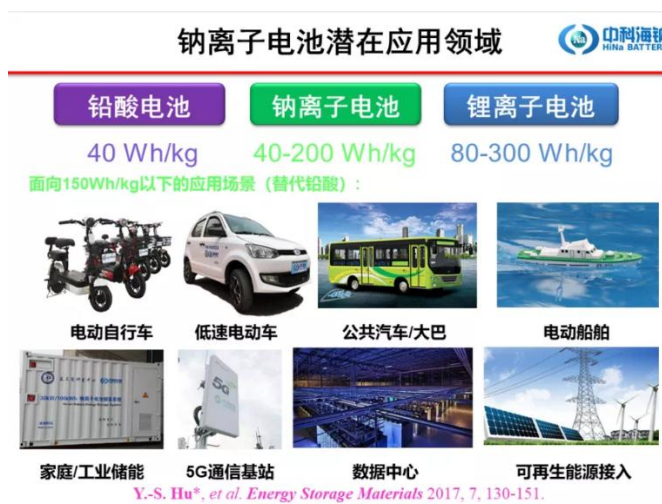 钠离子电池潜在应用领域
中科海钠
HiNa BATTER
铅酸电池
钠离子电池
锂离子电池
40 Wh/kg
40-200 Wh/kg
80-300 Wh/kg
面向150Wh/kg以下的应用场景（替代铅酸）:
电动自行车
低速电动车
公共汽车/大巴
电动船舶
5G
家庭/工业储能
5G通信基站
数据中心
可再生能源接入
Y.-S. Hu*, et al. Energy Storage Materials 2017, 7, 130-151.